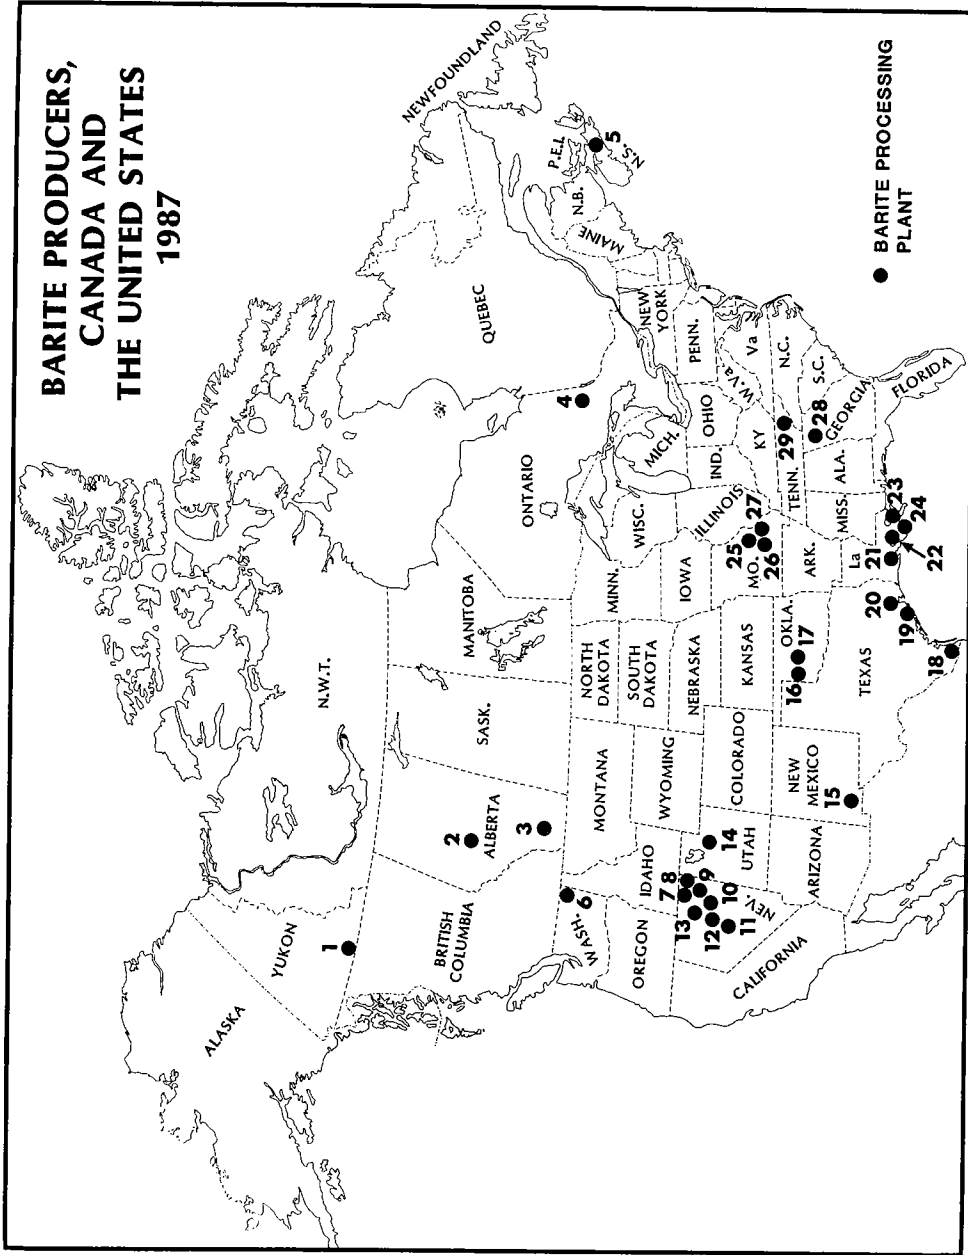 BARITE PRODUCERS,
CANADA AND
THE UNITED STATES
1987
NEWFOUNDLAND
ALASKA
YUKON
N.W.T.
BRITISH
COLUMBIA
ALBERTA
SASK.
MANITOBA
ONTARIO
QUEBEC
P.E.I.
N.B.
N.S.
MAINE
WASH.
OREGON
CALIFORNIA
IDAHO
NEV.
UTAH
ARIZONA
MONTANA
WYOMING
COLORADO
NEW
MEXICO
NORTH
DAKOTA
SOUTH
DAKOTA
NEBRASKA
KANSAS
OKLA.
TEXAS
MINN.
IOWA
MO.
ARK.
La
WISC.
ILLINOIS
MICH.
IND.
OHIO
KY
TENN.
MISS.
ALA.
GEORGIA
FLORIDA
S.C.
N.C.
Va
W.Va.
PENN.
NEW
YORK
1
2
3
4
5
6
7
8
9
10
11
12
13
14
15
16
17
18
19
20
21
22
23
24
25
26
27
28
29
BARITE PROCESSING
PLANT